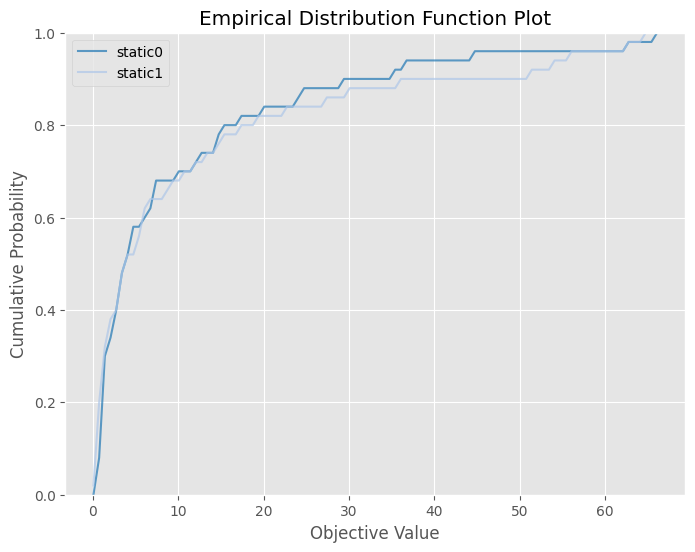 Empirical Distribution Function Plot
static0
static1
Cumulative Probability
1.0
0.8
0.6
0.4
0.2
0.0
0
10
20
30
40
50
60
Objective Value